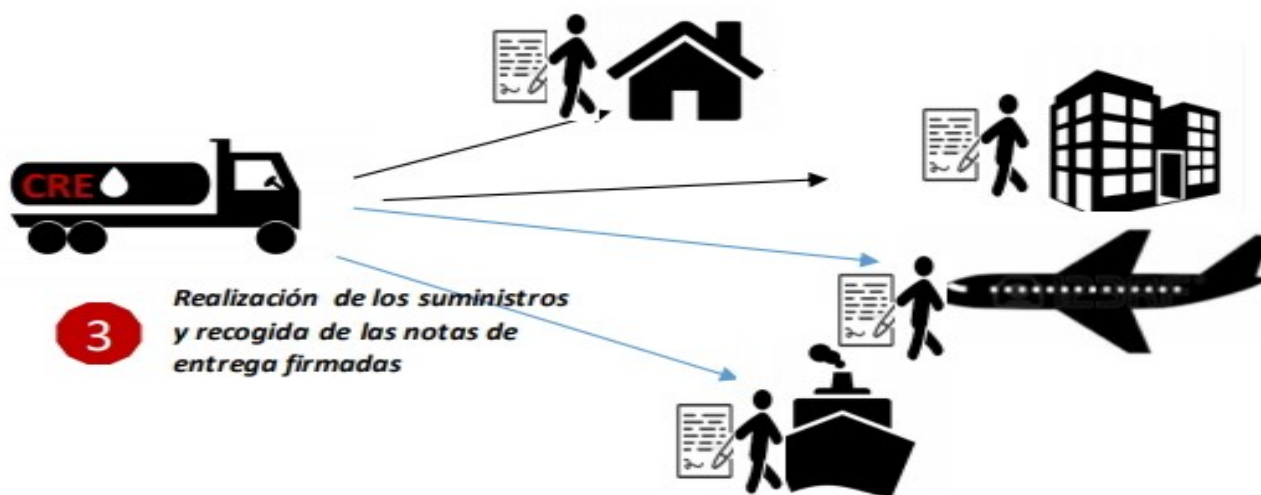 CRE
3
Realización de los suministros
y recogida de las notas de
entrega firmadas